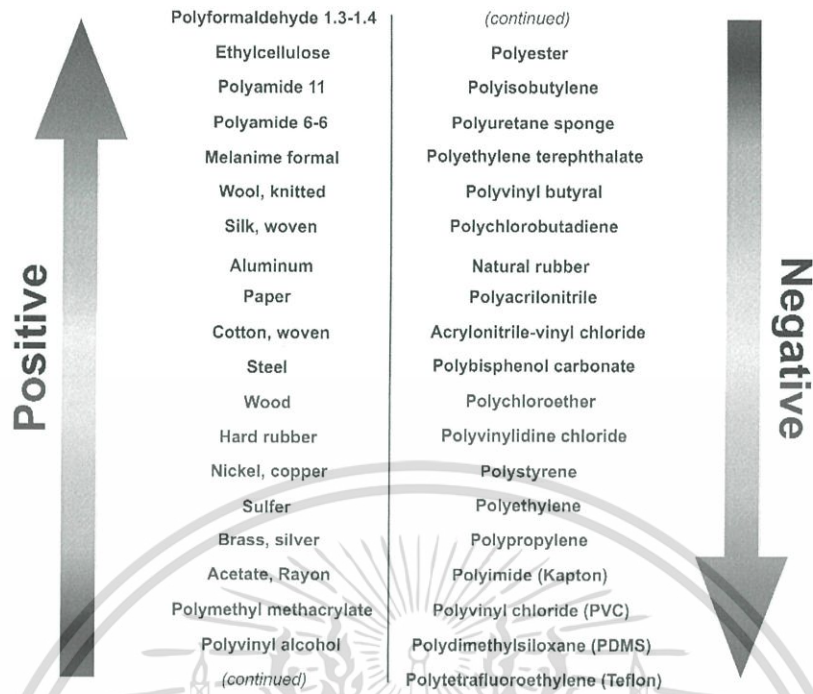 Positive
Polyformaldehyde 1.3-1.4
Ethylcellulose
Polyamide 11
Polyamide 6-6
Melanime formal
Wool, knitted
Silk, woven
Aluminum
Paper
Cotton, woven
Steel
Wood
Hard rubber
Nickel, copper
Sulfer
Brass, silver
Acetate, Rayon
Polymethyl methacrylate
Polyvinyl alcohol
(continued)
(continued)
Polyester
Polyisobutylene
Polyuretane sponge
Polyethylene terephthalate
Polyvinyl butyral
Polychlorobutadiene
Natural rubber
Polyacrilonitrile
Acrylonitrile-vinyl chloride
Polybisphenol carbonate
Polychloroether
Polyvinylidine chloride
Polystyrene
Polyethylene
Polypropylene
Polyimide (Kapton)
Polyvinyl chloride (PVC)
Polydimethylsiloxane (PDMS)
Polytetrafluoroethylene (Teflon)
Negative